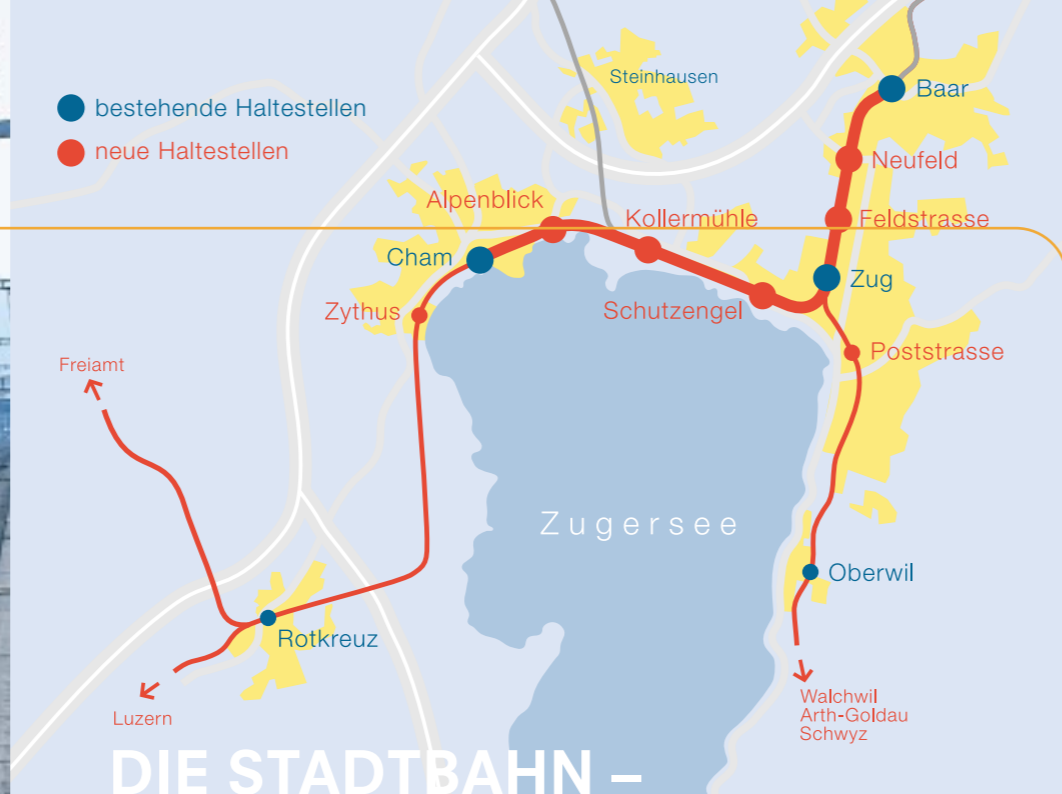 Steinhausen
bestehende Haltestellen
neue Haltestellen
Baar
Neufeld
Alpenblick
Kollermühle
Feldstrasse
Cham
Zug
Zythus
Schutzengel
Poststrasse
Freiamt
Zugersee
Oberwil
Rotkreuz
Luzern
Walchwil
Arth-Goldau
Schwyz
DIE STADTBAHN –